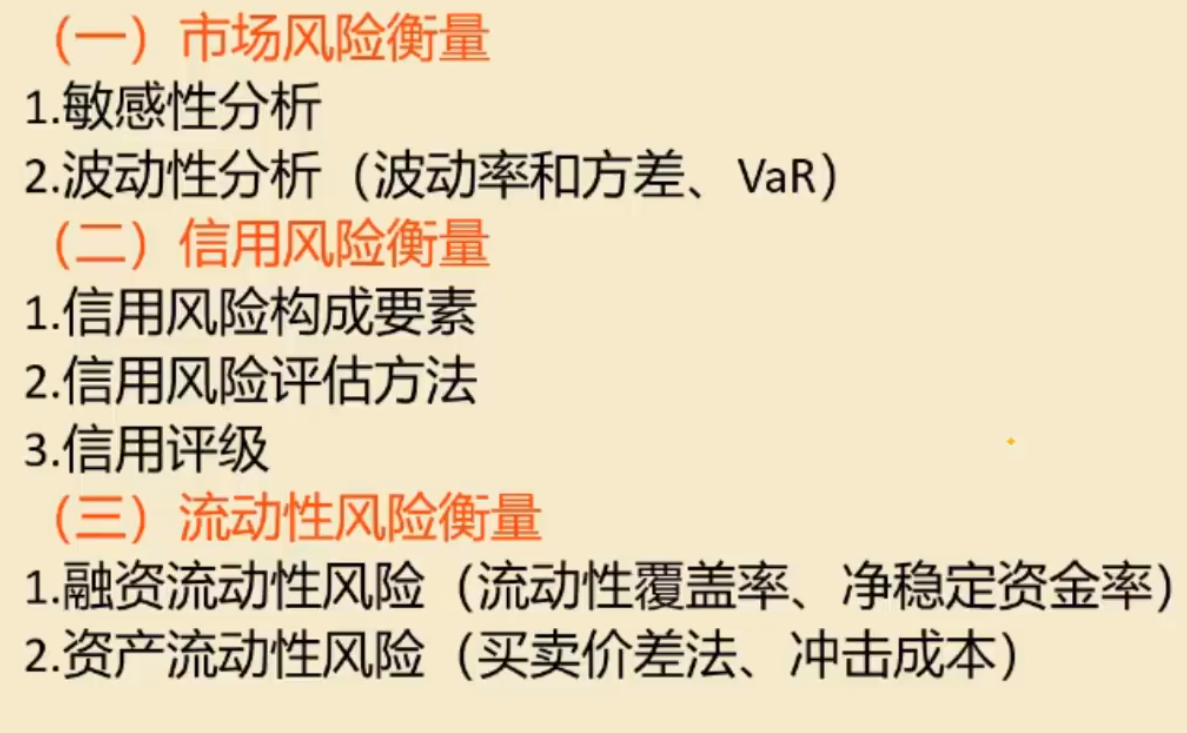 （一）市场风险衡量
1.敏感性分析
2.波动性分析（波动率和方差、VaR）
（二）信用风险衡量
1.信用风险构成要素
2.信用风险评估方法
3.信用评级
（三）流动性风险衡量
1.融资流动性风险（流动性覆盖率、净稳定资金率）
2.资产流动性风险（买卖价差法、冲击成本）